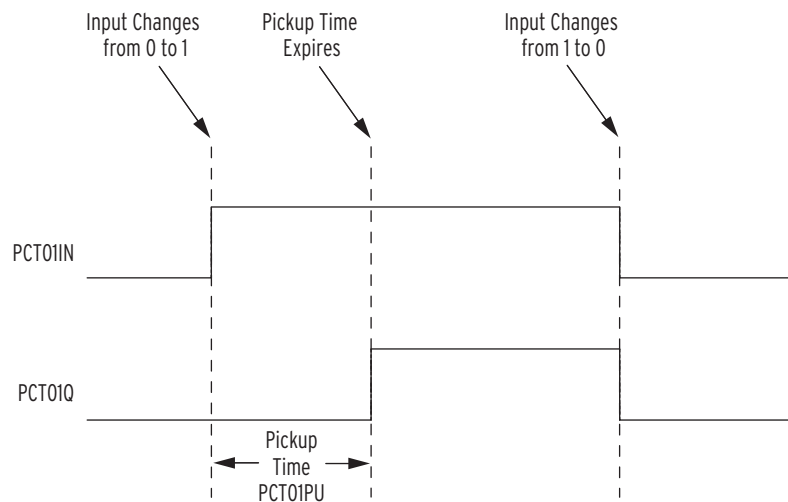 Input Changes
from 0 to 1
Pickup Time
Expires
Input Changes
from 1 to 0
PCT01IN
PCT01Q
Pickup
Time
PCT01PU